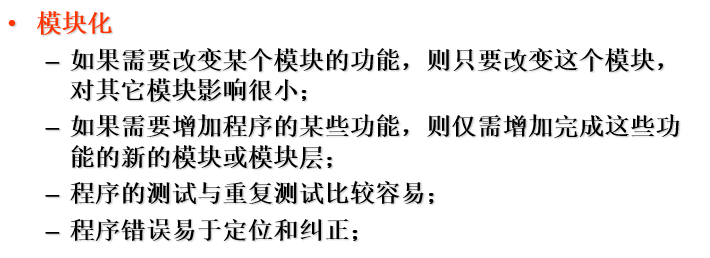 • 模块化
– 如果需要改变某个模块的功能，则只要改变这个模块，
对其它模块影响很小；
– 如果需要增加程序的某些功能，则仅需增加完成这些功
能的新的模块或模块层；
– 程序的测试与重复测试比较容易；
– 程序错误易于定位和纠正；